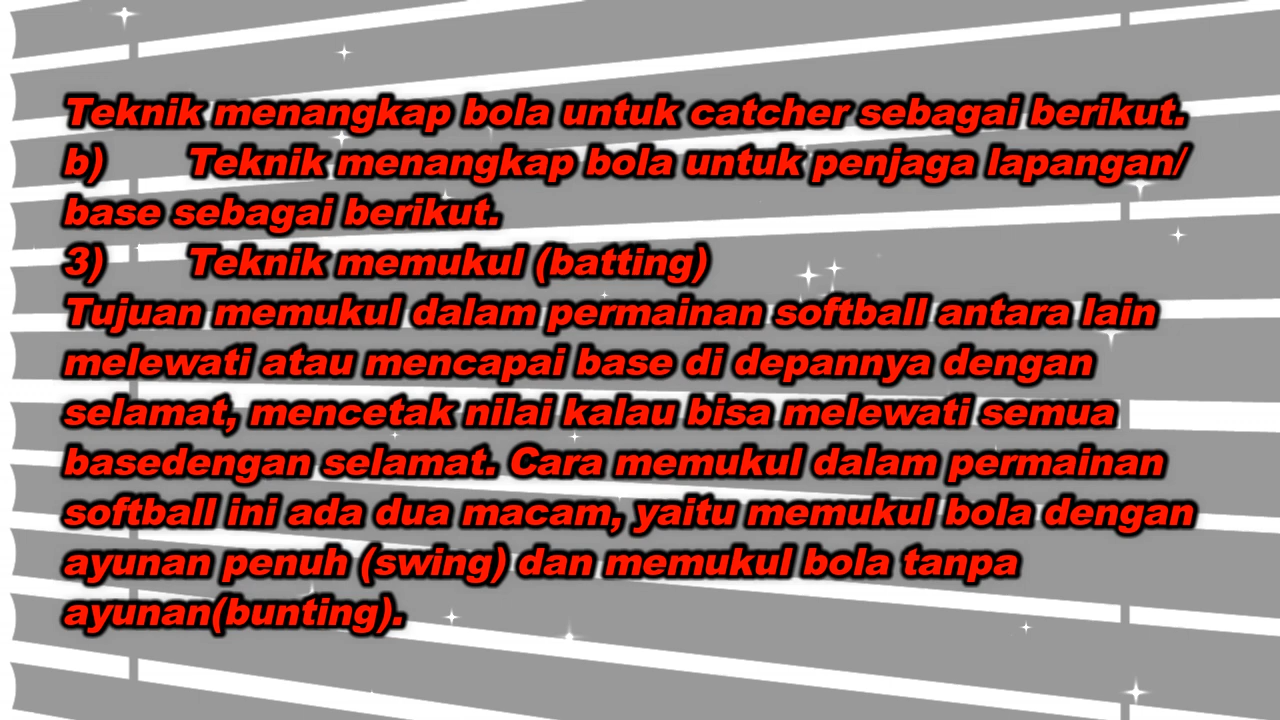 Teknik menangkap bola untuk catcher sebagai berikut.
b) Teknik menangkap bola untuk penjaga lapangan/
base sebagai berikut.
3) Teknik memukul (batting)
Tujuan memukul dalam permainan softball antara lain
melewati atau mencapai base di depannya dengan
selamat, mencetak nilai kalau bisa melewati semua
basedengan selamat. Cara memukul dalam permainan
softball ini ada dua macam, yaitu memukul bola dengan
ayunan penuh (swing) dan memukul bola tanpa
ayunan(bunting).